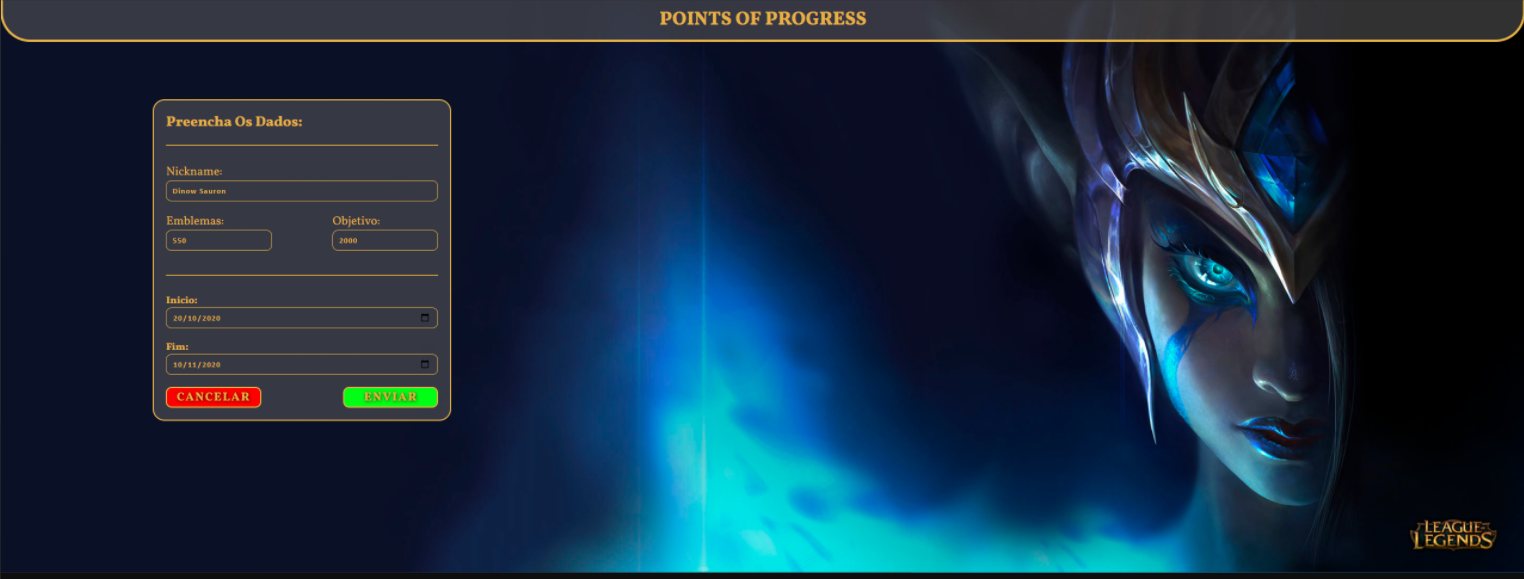 POINTS OF PROGRESS
Preencha Os Dados:
Nickname:
Dinow Sauron
Emblemas: Objetivo:
550 2000
Inicio:
20/10/2020
Fim:
10/11/2020
CANCELAR ENVIAR
LEAGUE OF
LEGENDS